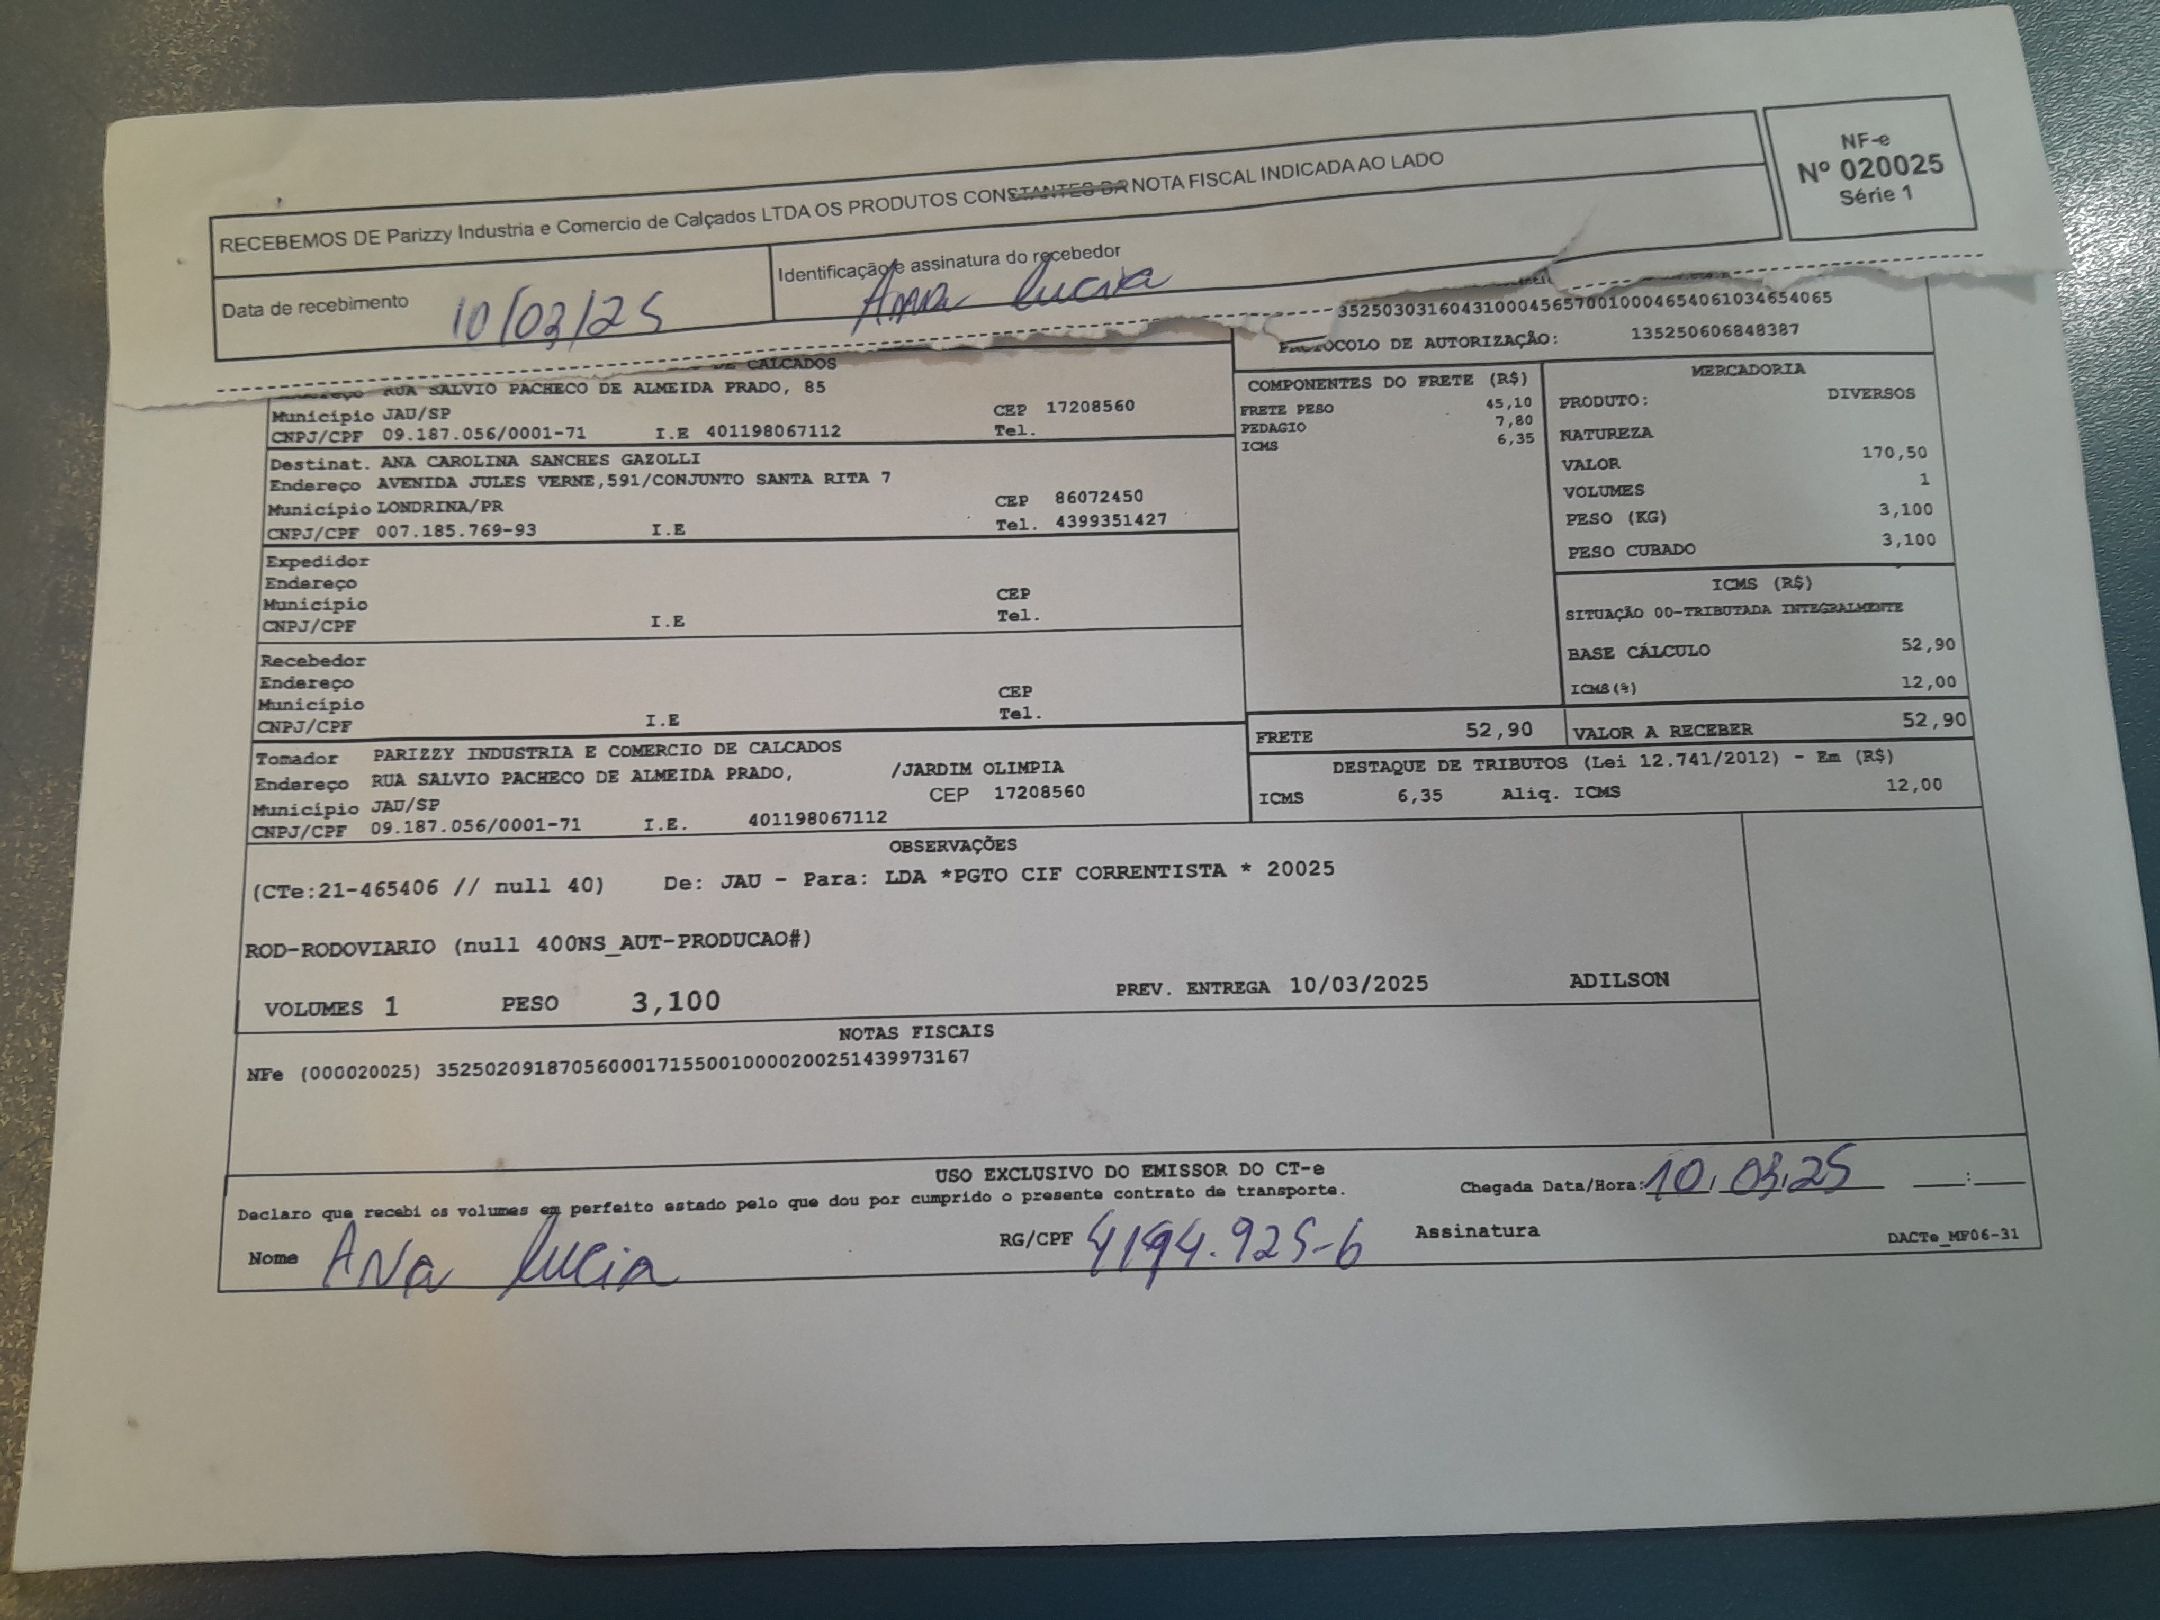 RECEBEMOS DE Parizzy Industria e Comercio de Calçados LTDA OS PRODUTOS CONSTANTES DA NOTA FISCAL INDICADA AO LADO
NF-e
Nº 020025
Série 1
Data de recebimento 10/03/25
Identificação e assinatura do recebedor
Ana Lucia
35250303160431000456570010004654061034654065
PROTOCOLO DE AUTORIZAÇÃO: 135250606848387
DE CALCADOS
RUA SALVIO PACHECO DE ALMEIDA PRADO, 85
Município JAU/SP CEP 17208560
CNPJ/CPF 09.187.056/0001-71 I.E 401198067112 Tel.
Destinat. ANA CAROLINA SANCHES GAZOLLI
Endereço AVENIDA JULES VERNE,591/CONJUNTO SANTA RITA 7
Município LONDRINA/PR CEP 86072450
CNPJ/CPF 007.185.769-93 I.E Tel. 4399351427
Expedidor
Endereço
Município CEP
CNPJ/CPF I.E Tel.
Recebedor
Endereço
Município CEP
CNPJ/CPF I.E Tel.
Tomador PARIZZY INDUSTRIA E COMERCIO DE CALCADOS
Endereço RUA SALVIO PACHECO DE ALMEIDA PRADO, /JARDIM OLIMPIA
Município JAU/SP CEP 17208560
CNPJ/CPF 09.187.056/0001-71 I.E. 401198067112
COMPONENTES DO FRETE (R$)
FRETE PESO 45,10
PEDAGIO 7,80
ICMS 6,35
MERCADORIA
PRODUTO: DIVERSOS
NATUREZA
VALOR 170,50
VOLUMES 1
PESO (KG) 3,100
PESO CUBADO 3,100
ICMS (R$)
SITUAÇÃO 00-TRIBUTADA INTEGRALMENTE
BASE CÁLCULO 52,90
ICMS(%) 12,00
FRETE 52,90 VALOR A RECEBER 52,90
DESTAQUE DE TRIBUTOS (Lei 12.741/2012) - Em (R$)
ICMS 6,35 Aliq. ICMS 12,00
OBSERVAÇÕES
(CTe:21-465406 // null 40) De: JAU - Para: LDA *PGTO CIF CORRENTISTA * 20025
ROD-RODOVIARIO (null 400NS_AUT-PRODUCAO#)
VOLUMES 1 PESO 3,100 PREV. ENTREGA 10/03/2025 ADILSON
NOTAS FISCAIS
NFe (000020025) 35250209187056000171550010000200251439973167
USO EXCLUSIVO DO EMISSOR DO CT-e
Declaro que recebi os volumes em perfeito estado pelo que dou por cumprido o presente contrato de transporte. Chegada Data/Hora: 10.03.25 __:__
Nome Ana Lucia RG/CPF 4194.925-6 Assinatura DACTe_MF06-31